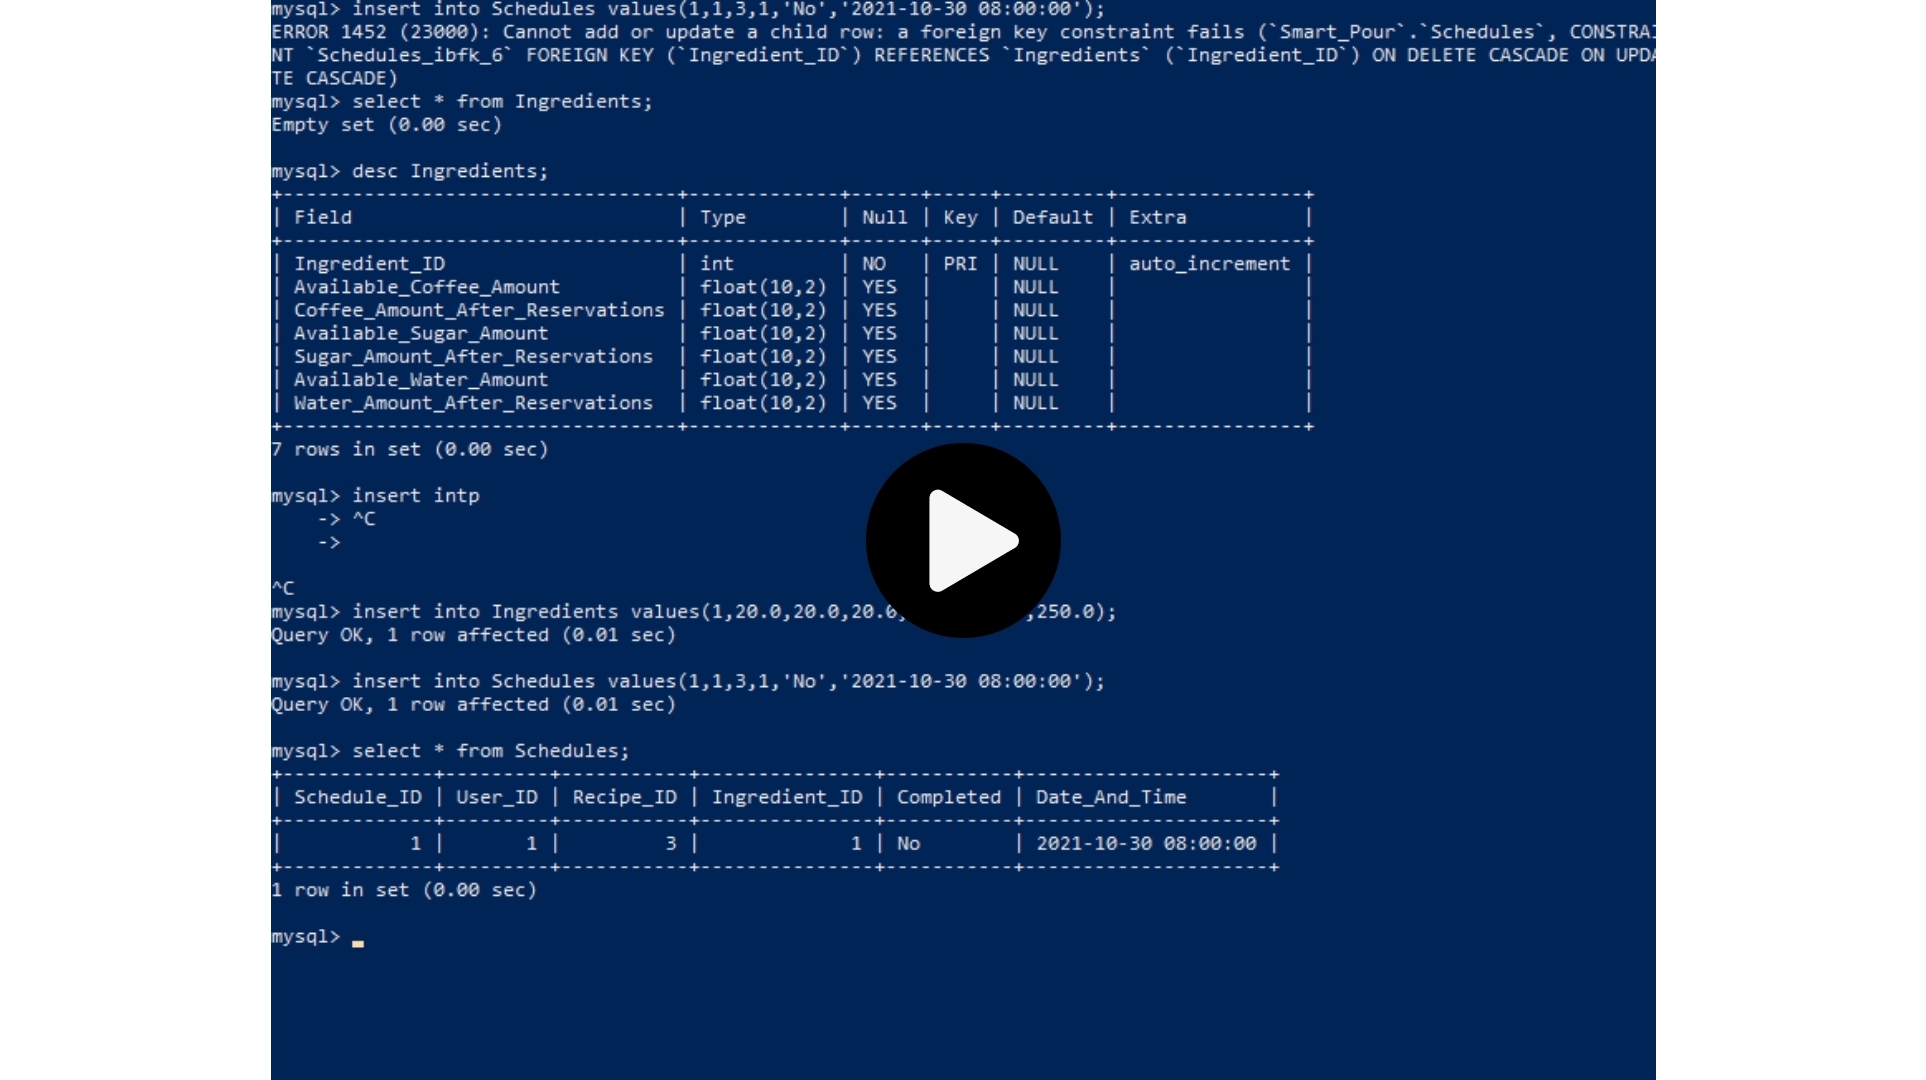 mysql> insert into Schedules values(1,1,3,1,'No','2021-10-30 08:00:00');
ERROR 1452 (23000): Cannot add or update a child row: a foreign key constraint fails (`Smart_Pour`.`Schedules`, CONSTRAI
NT `Schedules_ibfk_6` FOREIGN KEY (`Ingredient_ID`) REFERENCES `Ingredients` (`Ingredient_ID`) ON DELETE CASCADE ON UPDA
TE CASCADE)
mysql> select * from Ingredients;
Empty set (0.00 sec)
mysql> desc Ingredients;
+-----------------------------------+-------------+------+-----+---------+----------------+
| Field                             | Type        | Null | Key | Default | Extra          |
+-----------------------------------+-------------+------+-----+---------+----------------+
| Ingredient_ID                     | int         | NO   | PRI | NULL    | auto_increment |
| Available_Coffee_Amount           | float(10,2) | YES  |     | NULL    |                |
| Coffee_Amount_After_Reservations  | float(10,2) | YES  |     | NULL    |                |
| Available_Sugar_Amount            | float(10,2) | YES  |     | NULL    |                |
| Sugar_Amount_After_Reservations   | float(10,2) | YES  |     | NULL    |                |
| Available_Water_Amount            | float(10,2) | YES  |     | NULL    |                |
| Water_Amount_After_Reservations   | float(10,2) | YES  |     | NULL    |                |
+-----------------------------------+-------------+------+-----+---------+----------------+
7 rows in set (0.00 sec)
mysql> insert intp
    -> ^C
    ->
^C
mysql> insert into Ingredients values(1,20.0,20.0,20.0, ,250.0);
Query OK, 1 row affected (0.01 sec)
mysql> insert into Schedules values(1,1,3,1,'No','2021-10-30 08:00:00');
Query OK, 1 row affected (0.01 sec)
mysql> select * from Schedules;
+-------------+---------+-----------+---------------+-----------+---------------------+
| Schedule_ID | User_ID | Recipe_ID | Ingredient_ID | Completed | Date_And_Time       |
+-------------+---------+-----------+---------------+-----------+---------------------+
|           1 |       1 |         3 |             1 | No        | 2021-10-30 08:00:00 |
+-------------+---------+-----------+---------------+-----------+---------------------+
1 row in set (0.00 sec)
mysql>